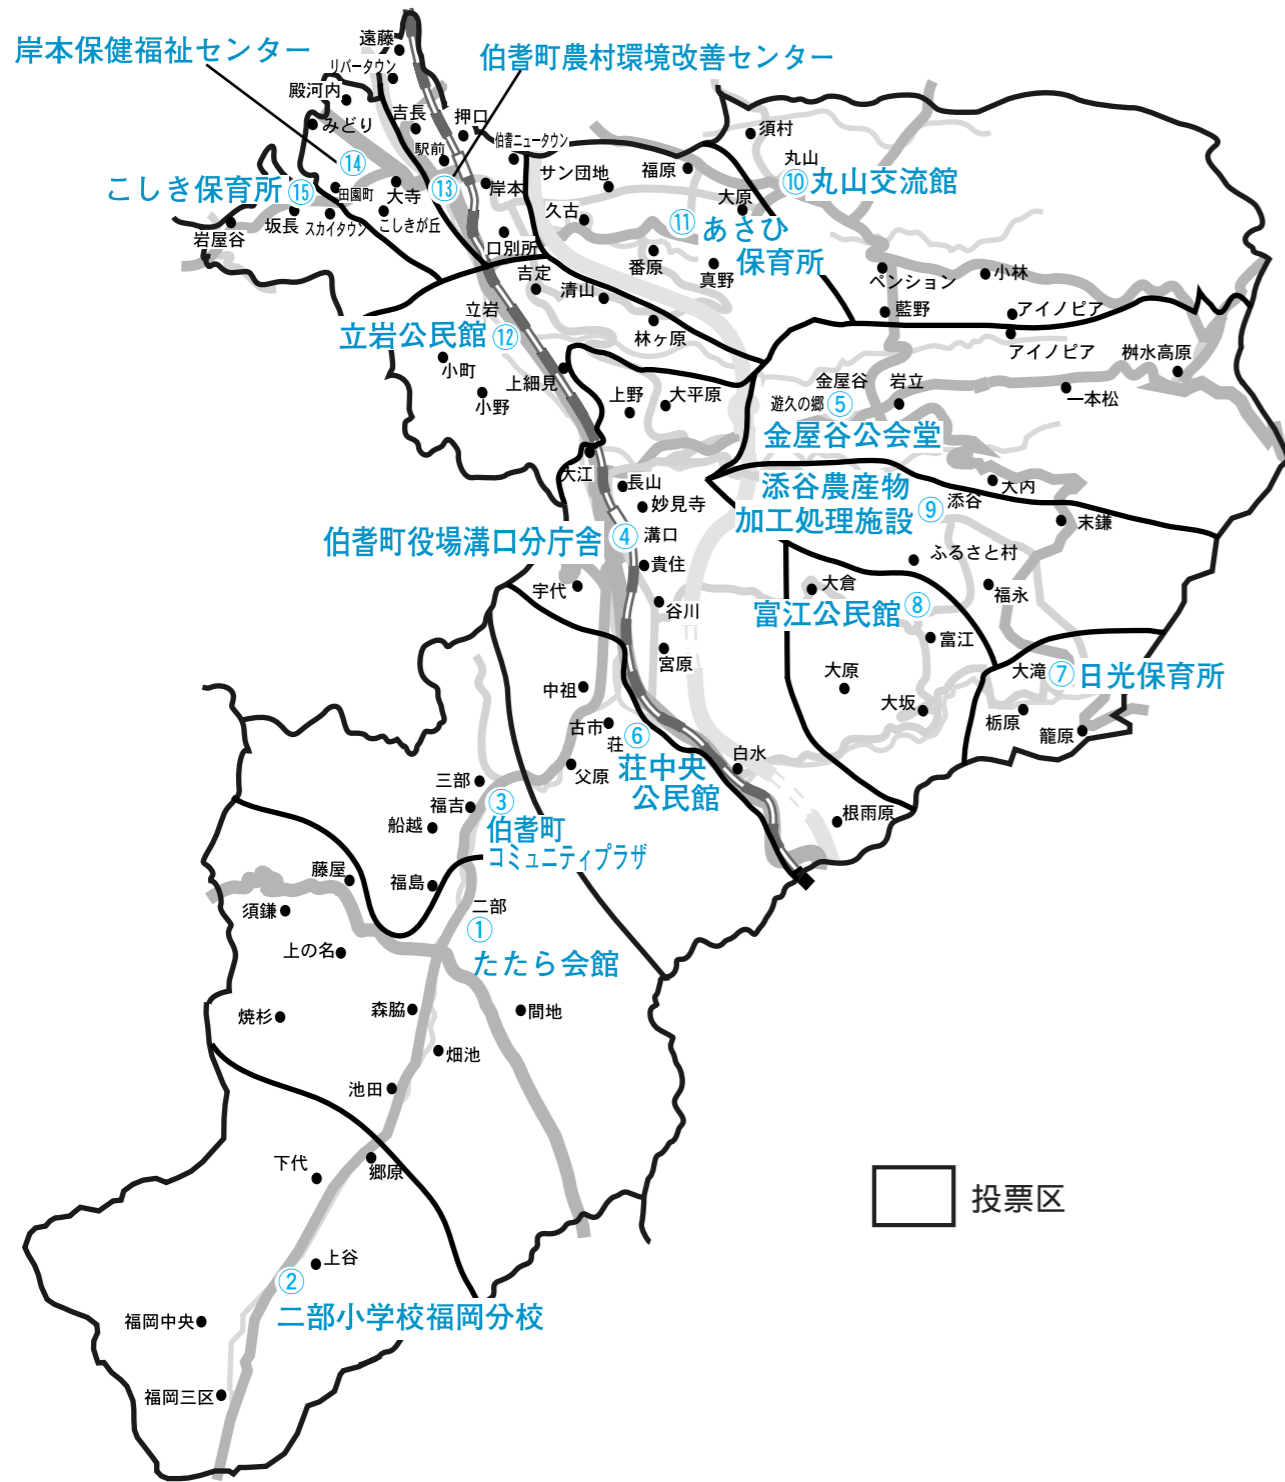 遠藤
岸本保健福祉センター
伯耆町農村環境改善センター
リバータウン
殿河内
吉長
押口
みどり
駅前
伯耆ニュータウン
須村
丸山
⑭
⑬
サン団地
福原
⑩丸山交流館
こしき保育所⑮
田園町
大寺
岸本
大原
久古
⑪あさひ
保育所
坂長
スカイタウン
こしきが丘
岩屋谷
口別所
番原
真野
ペンション
小林
吉定
清山
立岩
藍野
アイノピア
立岩公民館⑫
林ヶ原
アイノピア
小町
上細見
桝水高原
小野
上野
大平原
金屋谷
岩立
一本松
遊久の郷
⑤
金屋谷公会堂
大江
長山
添谷農産物
加工処理施設⑨
添谷
大内
妙見寺
末鎌
伯耆町役場溝口分庁舎④
溝口
貴住
ふるさと村
宇代
大倉
福永
谷川
富江公民館⑧
富江
宮原
大原
大滝
⑦日光保育所
中祖
大坂
栃原
古市
荘
⑥
籠原
荘中央
公民館
白水
父原
三部
福吉
③
根雨原
船越
伯耆町
コミュニティプラザ
藤屋
福島
須鎌
二部
①
上の名
たたら会館
焼杉
森脇
間地
畑池
池田
下代
郷原
投票区
上谷
②
二部小学校福岡分校
福岡中央
福岡三区